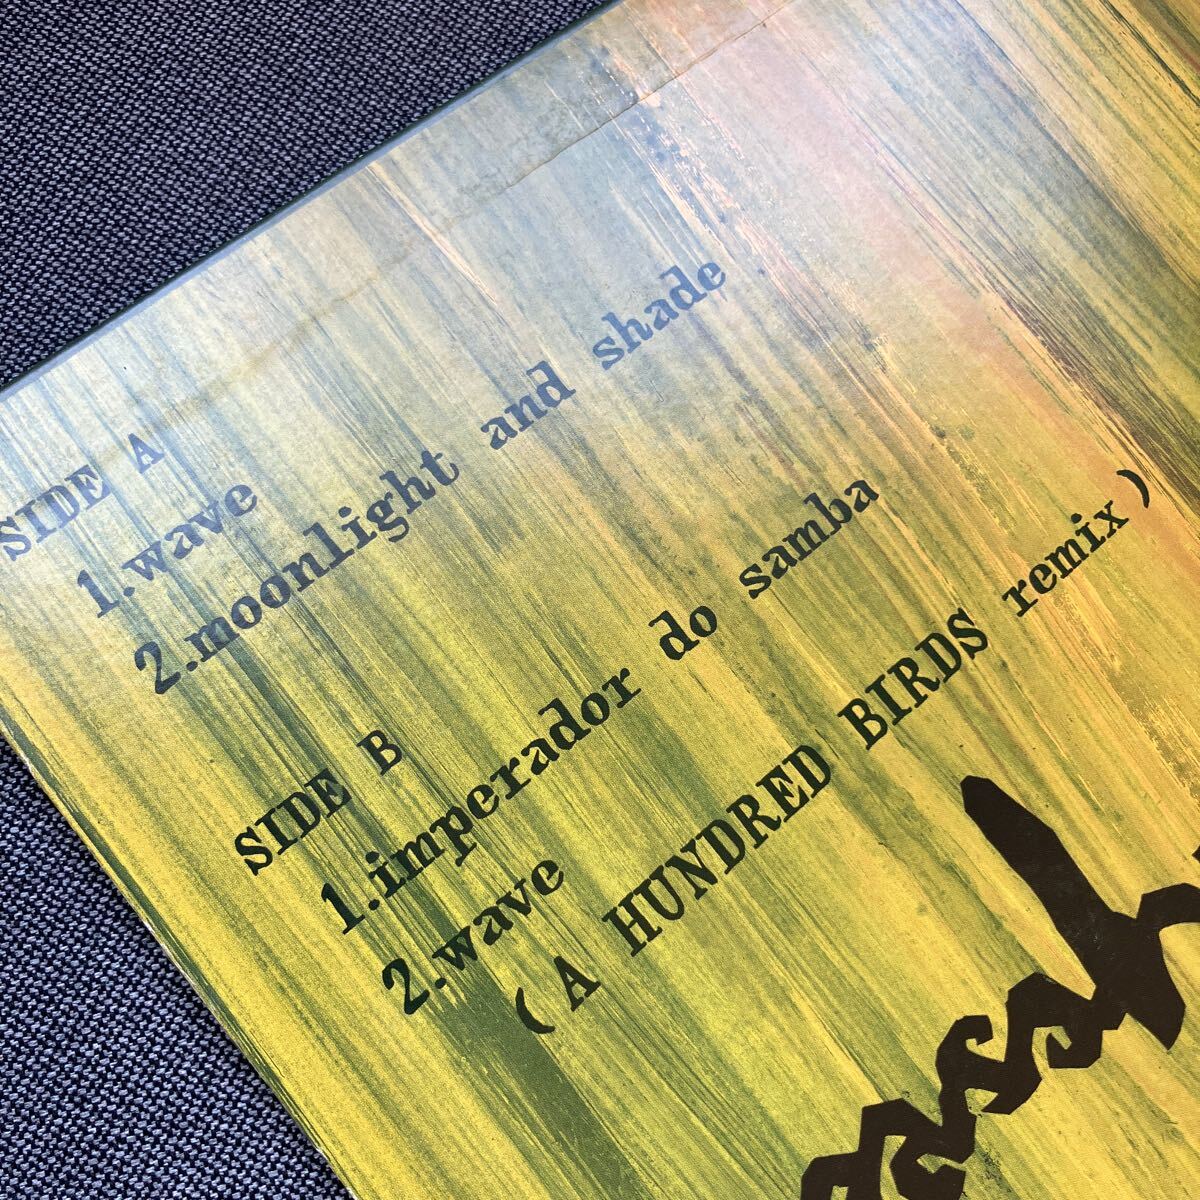 SIDE A
1.wave
2.moonlight and shade
SIDE B
1.imperador do samba
2.wave
(A HUNDRED BIRDS remix)